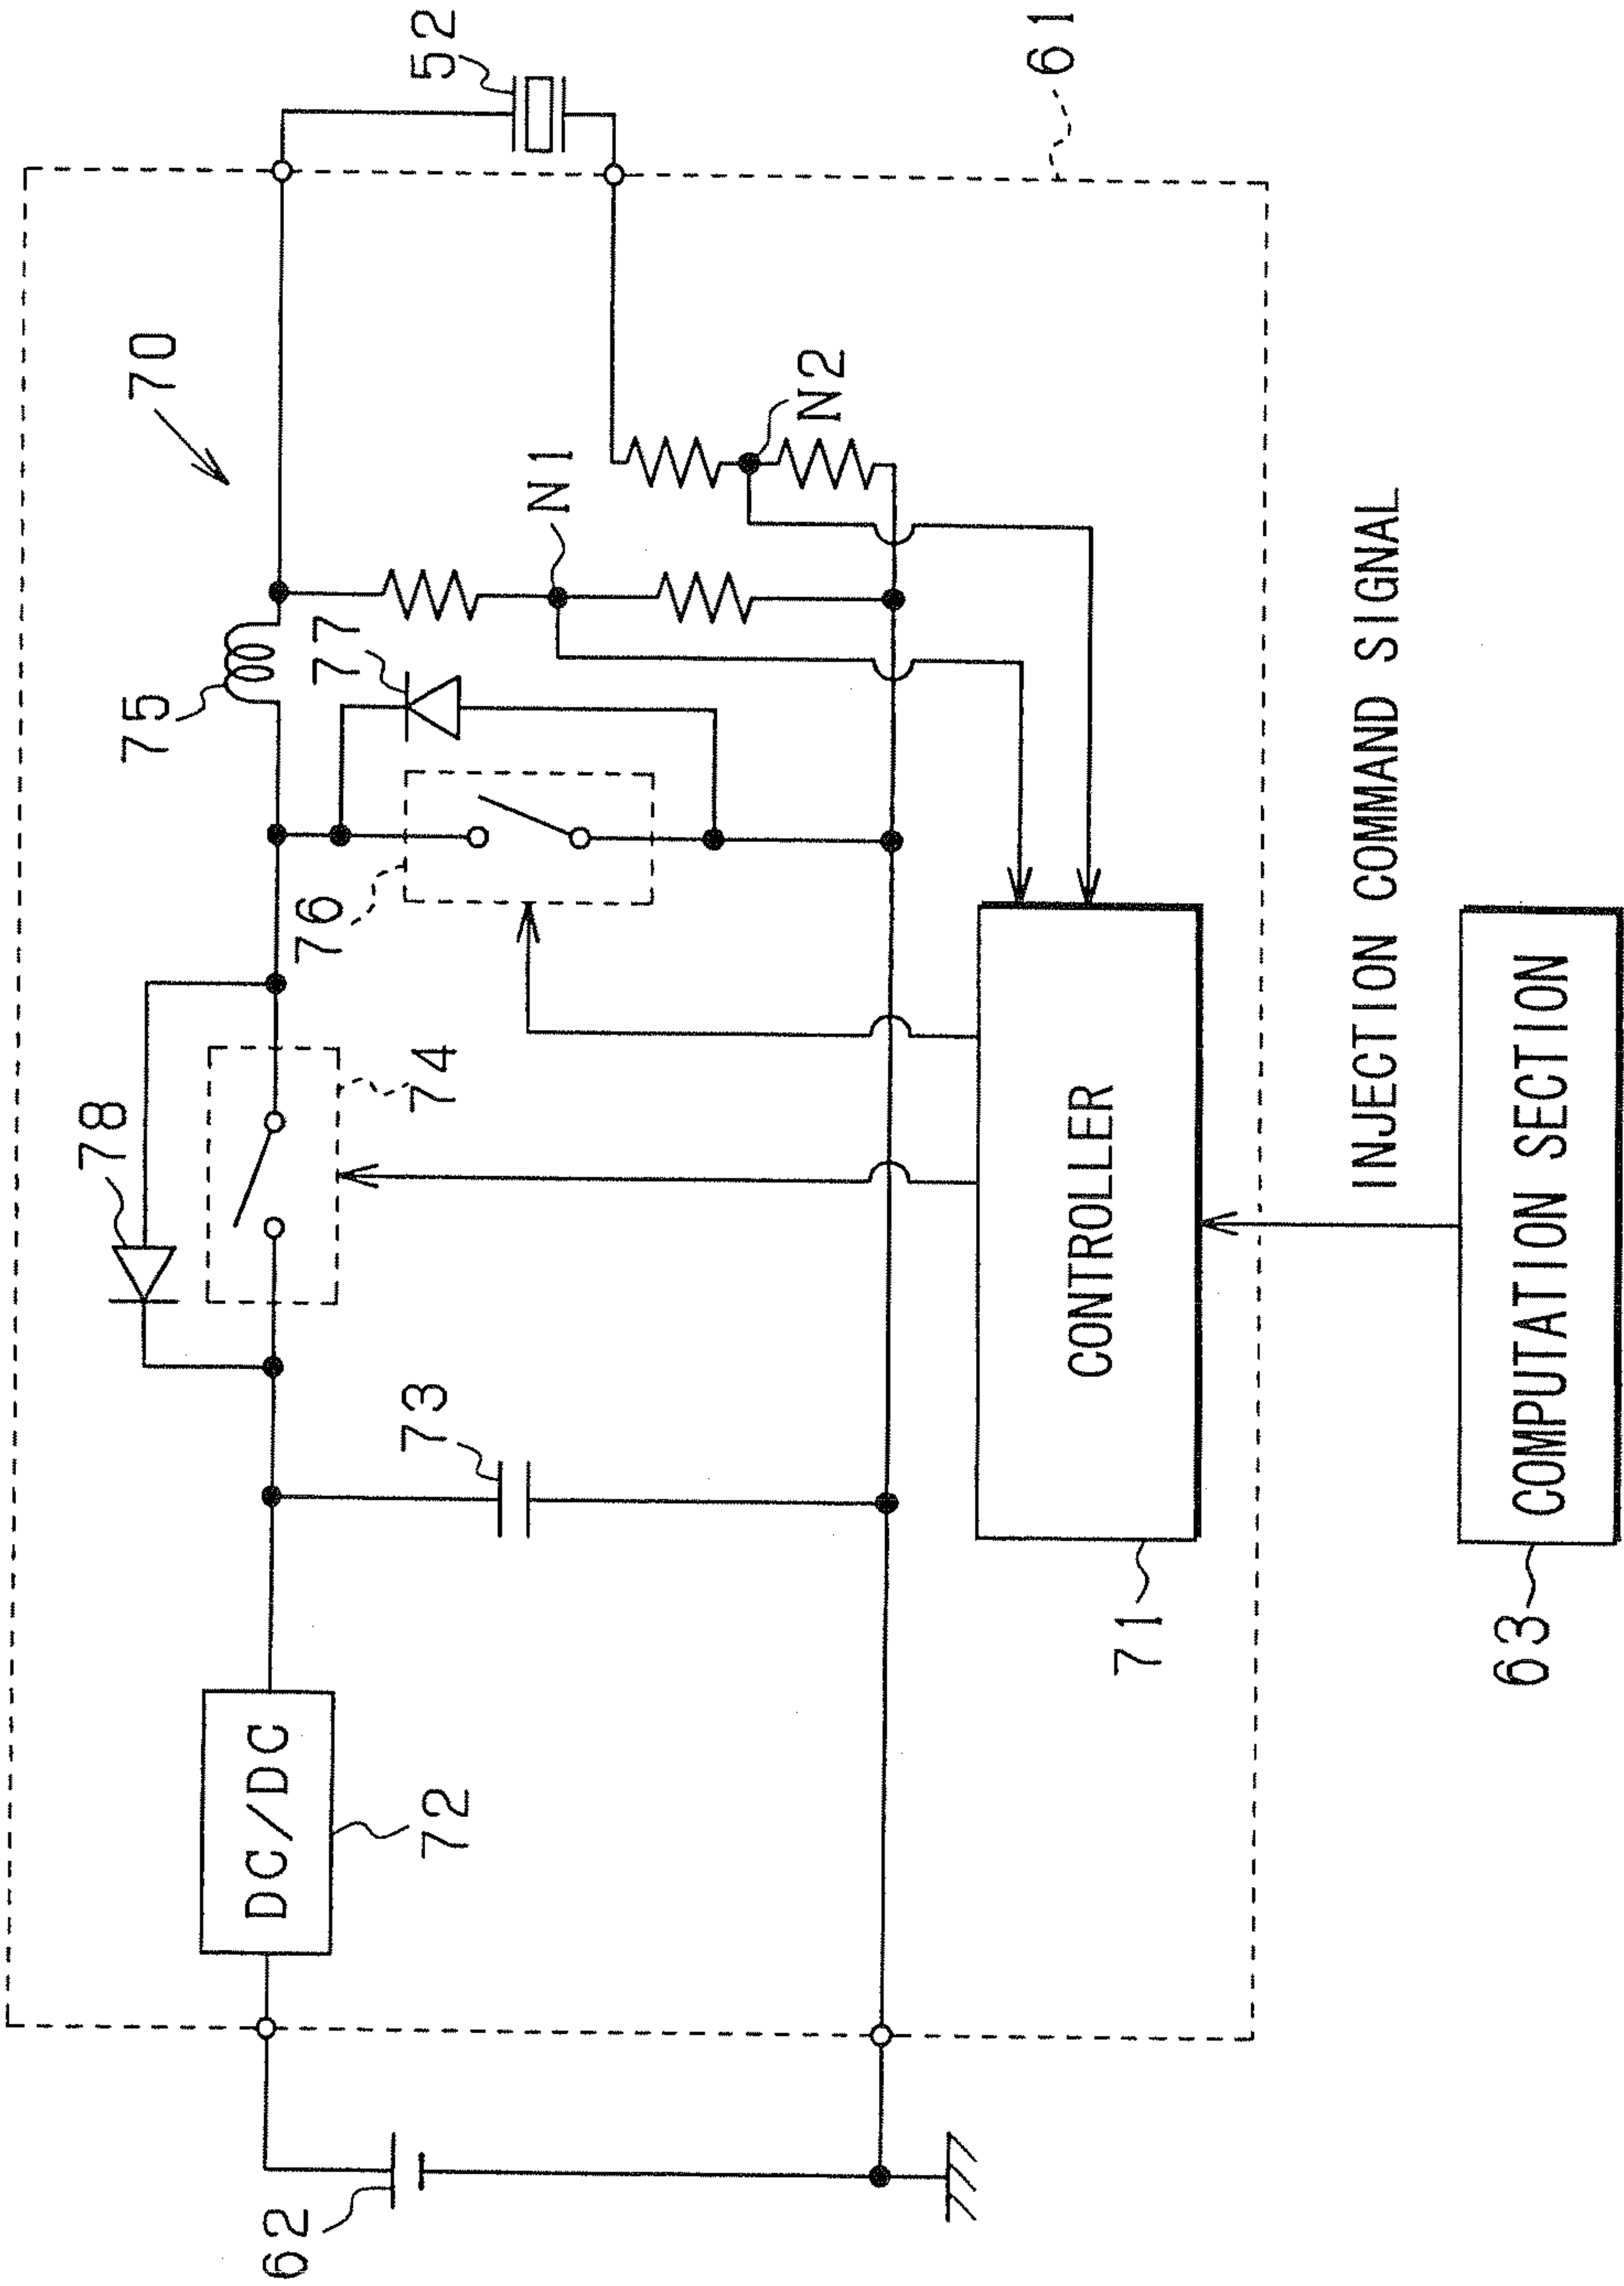 70
78
75
52
DC/DC
74
77
N1
72
73
76
N2
62
61
CONTROLLER
71
INJECTION COMMAND SIGNAL
COMPUTATION SECTION
63